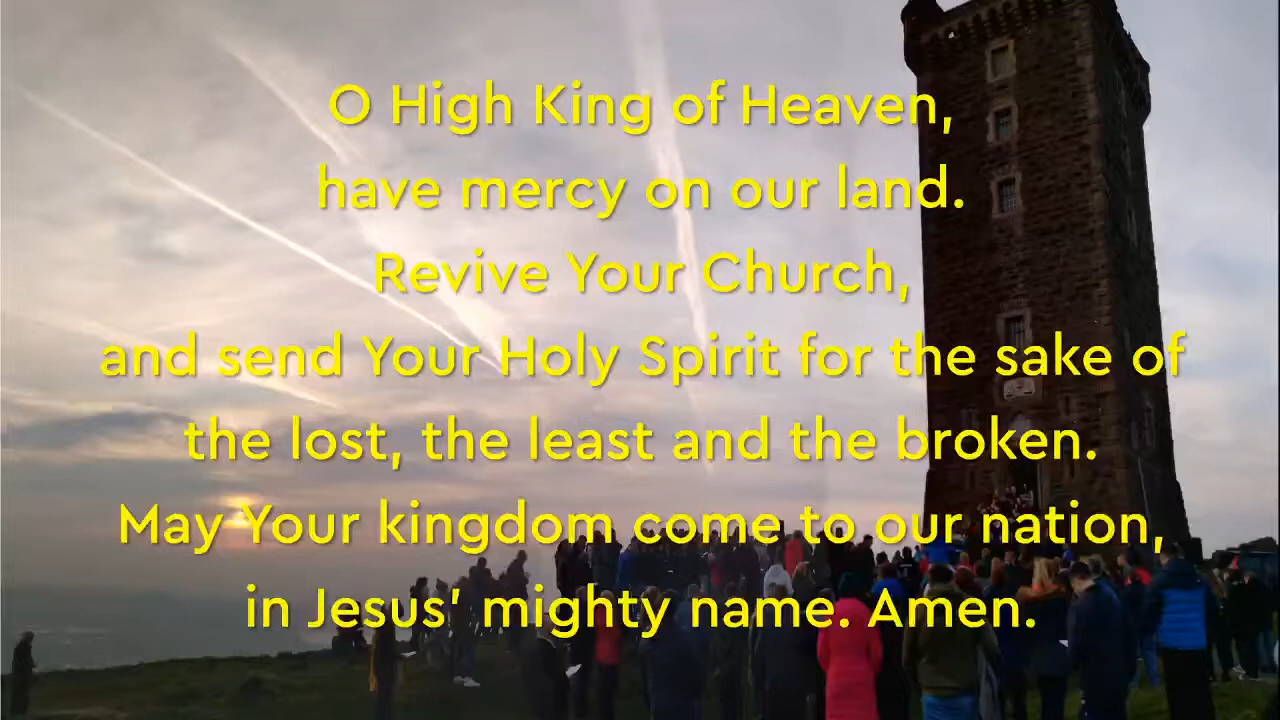 O High King of Heaven,
have mercy on our land.
Revive Your Church,
and send Your Holy Spirit for the sake of
the lost, the least and the broken.
May Your kingdom come to our nation,
in Jesus’ mighty name. Amen.